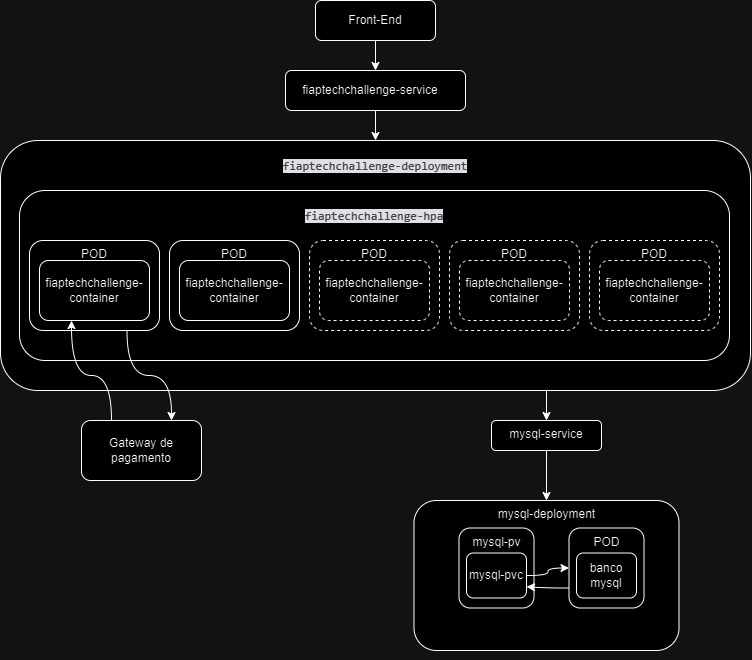 Front-End
fiaptechchallenge-service
fiaptechchallenge-deployment
fiaptechchallenge-hpa
POD
fiaptechchallenge-
container
POD
fiaptechchallenge-
container
POD
fiaptechchallenge-
container
POD
fiaptechchallenge-
container
POD
fiaptechchallenge-
container
Gateway de
pagamento
mysql-service
mysql-deployment
mysql-pv
mysql-pvc
POD
banco
mysql